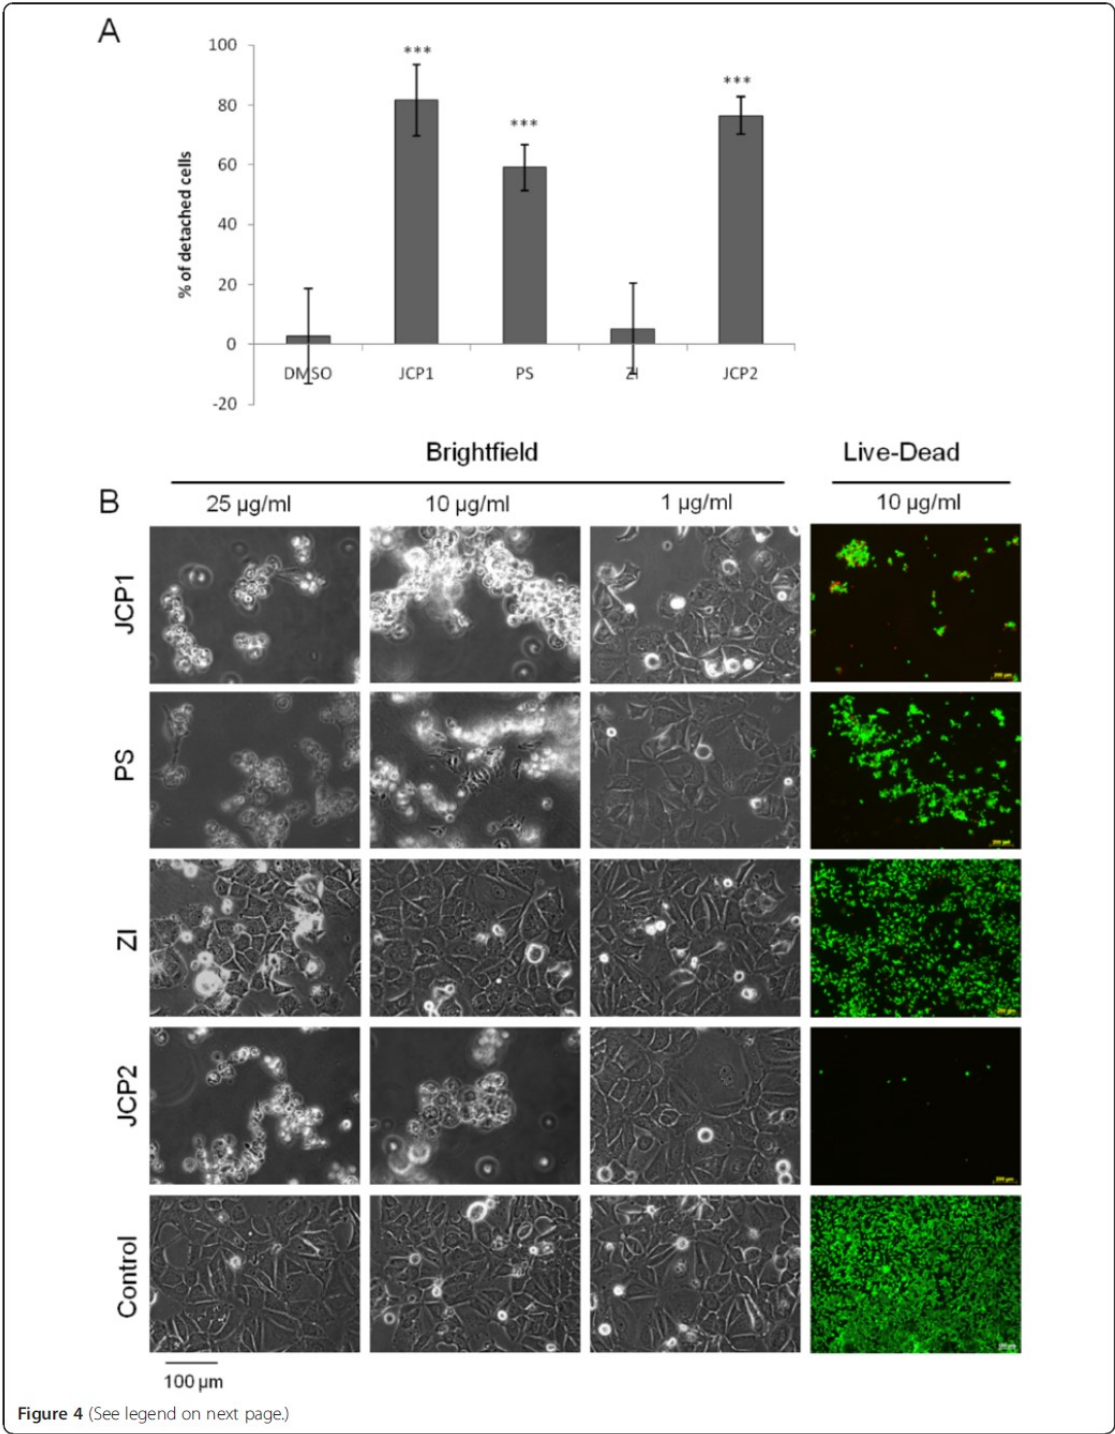 A
100
80
60
40
20
0
-20
% of detached cells
***
***
***
DMSO
JCP1
PS
ZI
JCP2
Brightfield
Live-Dead
B
25 µg/ml
10 µg/ml
1 µg/ml
10 µg/ml
JCP1
PS
ZI
JCP2
Control
100 µm
Figure 4 (See legend on next page.)